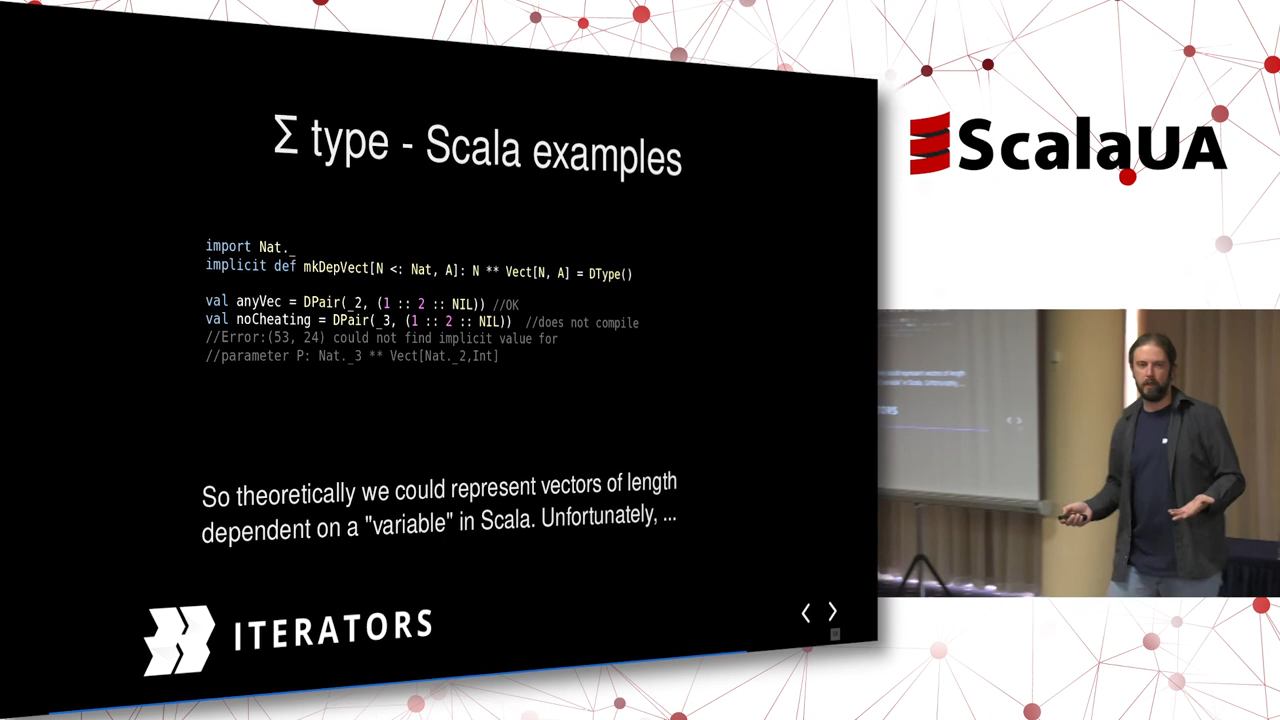 Σ type - Scala examples
import Nat._
implicit def mkDepVect[N <: Nat, A]: N ** Vect[N, A] = DType()
val anyVec = DPair(_2, (1 :: 2 :: NIL)) //OK
val noCheating = DPair(_3, (1 :: 2 :: NIL))  //does not compile
//Error:(53, 24) could not find implicit value for
//parameter P: Nat._3 ** Vect[Nat._2,Int]
So theoretically we could represent vectors of length
dependent on a "variable" in Scala. Unfortunately, ...
ITERATORS
ScalaUA